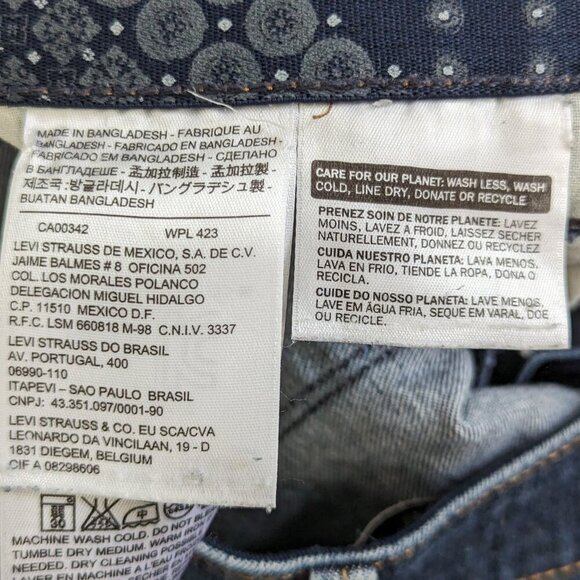 MADE IN BANGLADESH - FABRIQUE AU
BANGLADESH - FABRICADO EN BANGLADESH -
FABRICADO EM BANGLADESH - СДЕЛАНО
В БАНГЛАДЕШЕ - 孟加拉制造 - 孟加拉製 -
제조국:방글라데시 - バングラデシュ製 -
BUATAN BANGLADESH
CA00342 WPL 423
LEVI STRAUSS DE MEXICO, S.A. DE C.V.
JAIME BALMES # 8 OFICINA 502
COL. LOS MORALES POLANCO
DELEGACION MIGUEL HIDALGO
C.P. 11510 MEXICO D.F.
R.F.C. LSM 660818 M-98 C.N.I.V. 3337
LEVI STRAUSS DO BRASIL
AV. PORTUGAL, 400
06990-110
ITAPEVI - SAO PAULO BRASIL
CNPJ: 43.351.097/0001-90
LEVI STRAUSS & CO. EU SCA/CVA
LEONARDO DA VINCILAAN, 19 - D
1831 DIEGEM, BELGIUM
CIF A 08298606
MACHINE WASH COLD. DO NOT
TUMBLE DRY MEDIUM. WARM
DRY CLEANING
LAYER EN MACHINE
CARE FOR OUR PLANET: WASH LESS, WASH
COLD, LINE DRY, DONATE OR RECYCLE
PRENEZ SOIN DE NOTRE PLANETE: LAVEZ
MOINS, LAVEZ A FROID, LAISSEZ SECHER
NATURELLEMENT, DONNEZ OU RECYCLEZ
CUIDA NUESTRO PLANETA: LAVA MENOS,
LAVA EN FRIO, TIENDE LA ROPA, DONA O
RECICLA.
CUIDE DO NOSSO PLANETA: LAVE MENOS,
LAVE EM ÁGUA FRIA, SEQUE EM VARAL, DOE
OU RECICLE.